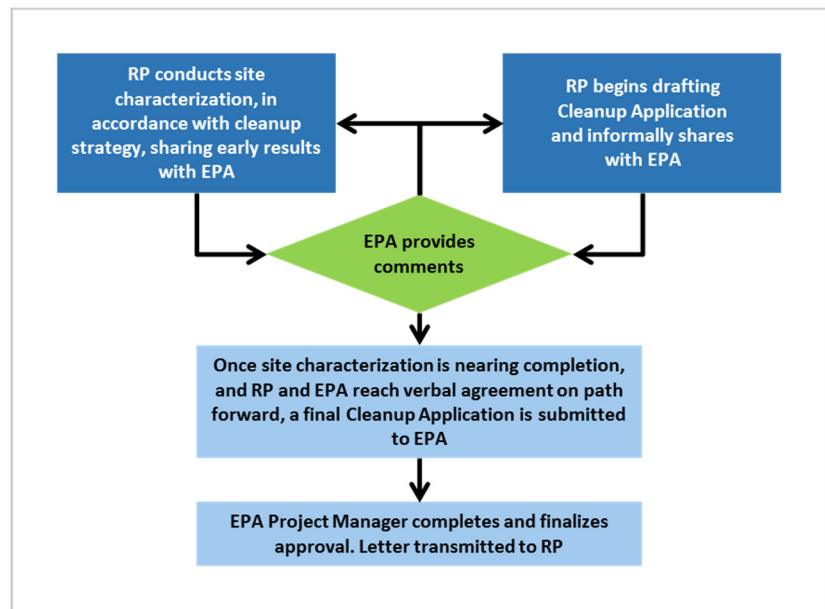 RP conducts site
characterization, in
accordance with cleanup
strategy, sharing early results
with EPA
RP begins drafting
Cleanup Application
and informally shares
with EPA
EPA provides
comments
Once site characterization is nearing completion,
and RP and EPA reach verbal agreement on path
forward, a final Cleanup Application is submitted
to EPA
EPA Project Manager completes and finalizes
approval. Letter transmitted to RP